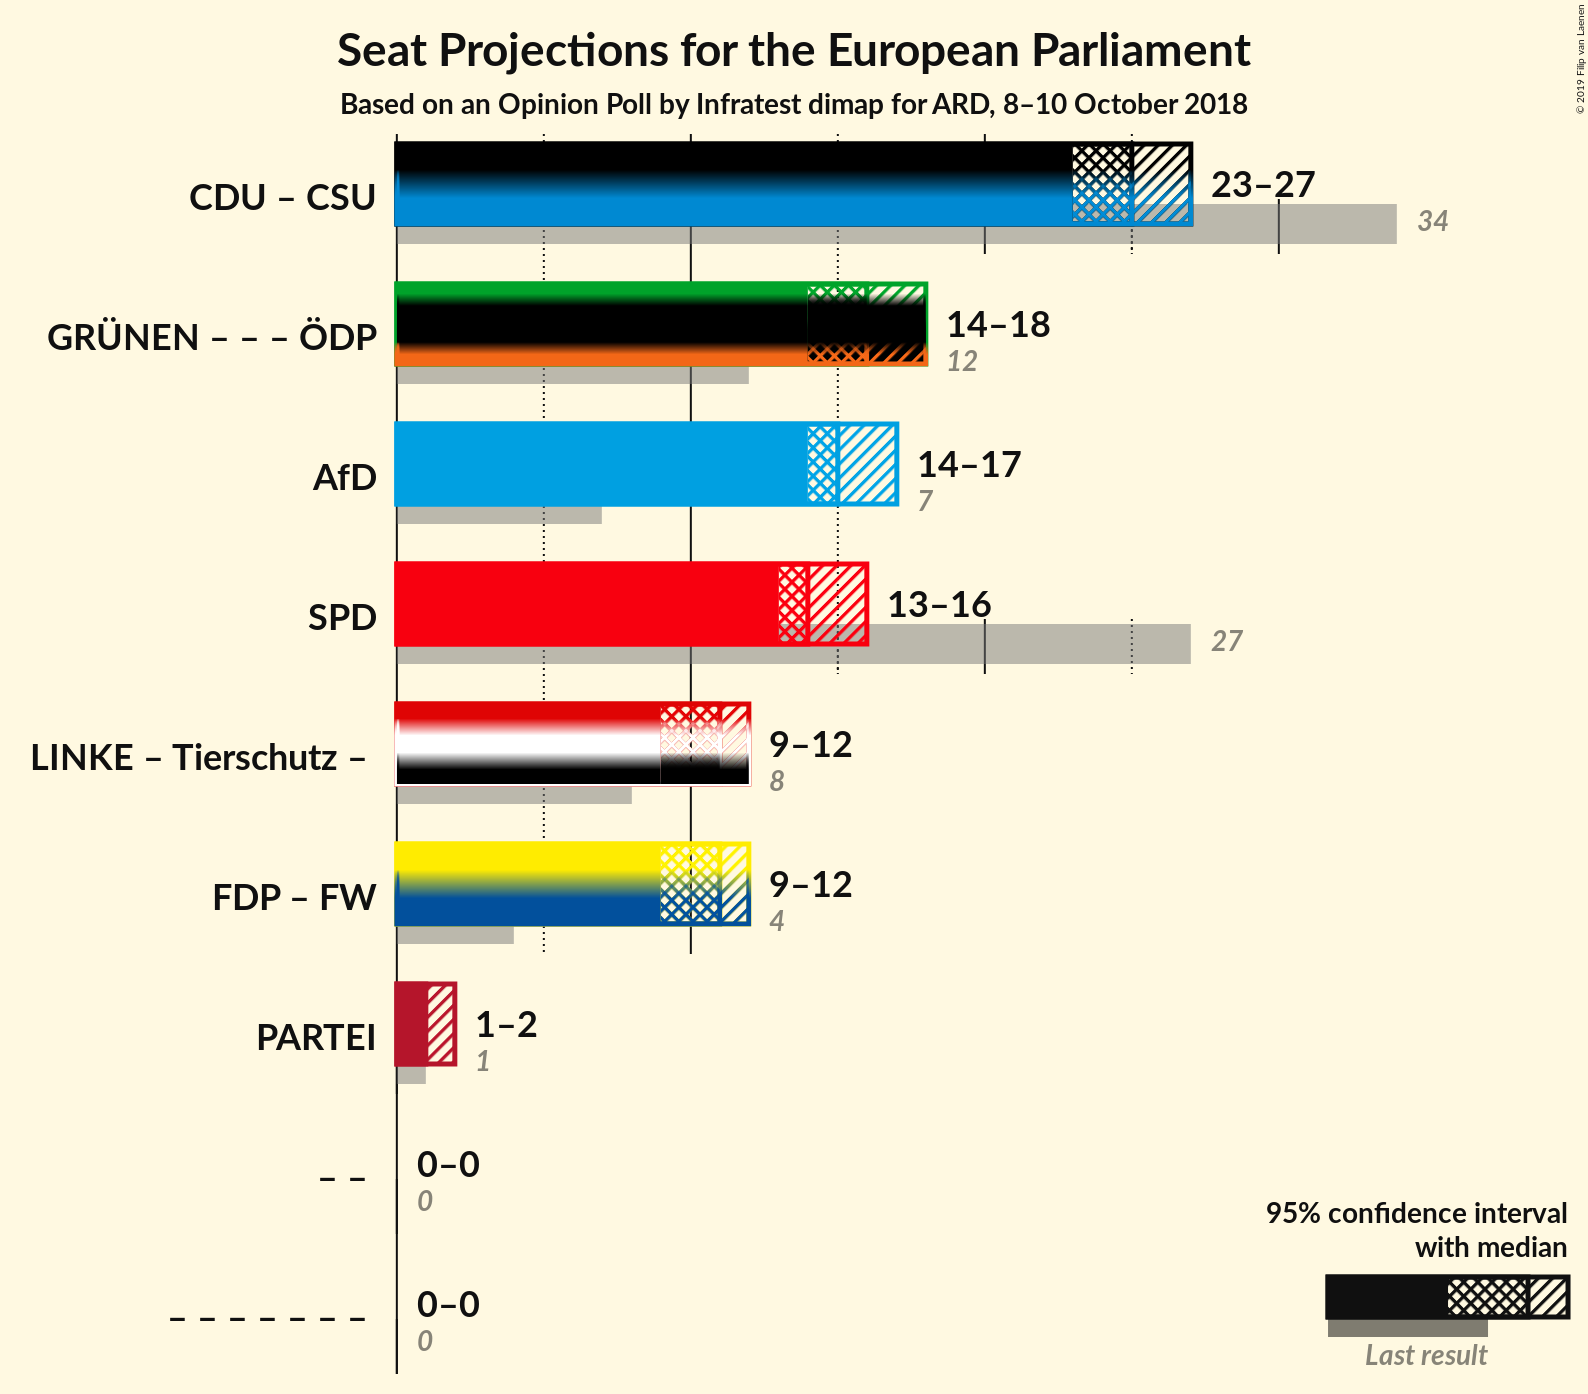 Seat Projections for the European Parliament
Based on an Opinion Poll by Infratest dimap for ARD, 8–10 October 2018
© 2019 Filip van Laenen
CDU – CSU
23–27
34
GRÜNEN – – – ÖDP
14–18
12
AfD
14–17
7
SPD
13–16
27
LINKE – Tierschutz –
9–12
8
FDP – FW
9–12
4
PARTEI
1–2
1
– –
0–0
0
– – – – – – –
0–0
0
95% confidence interval
with median
Last result